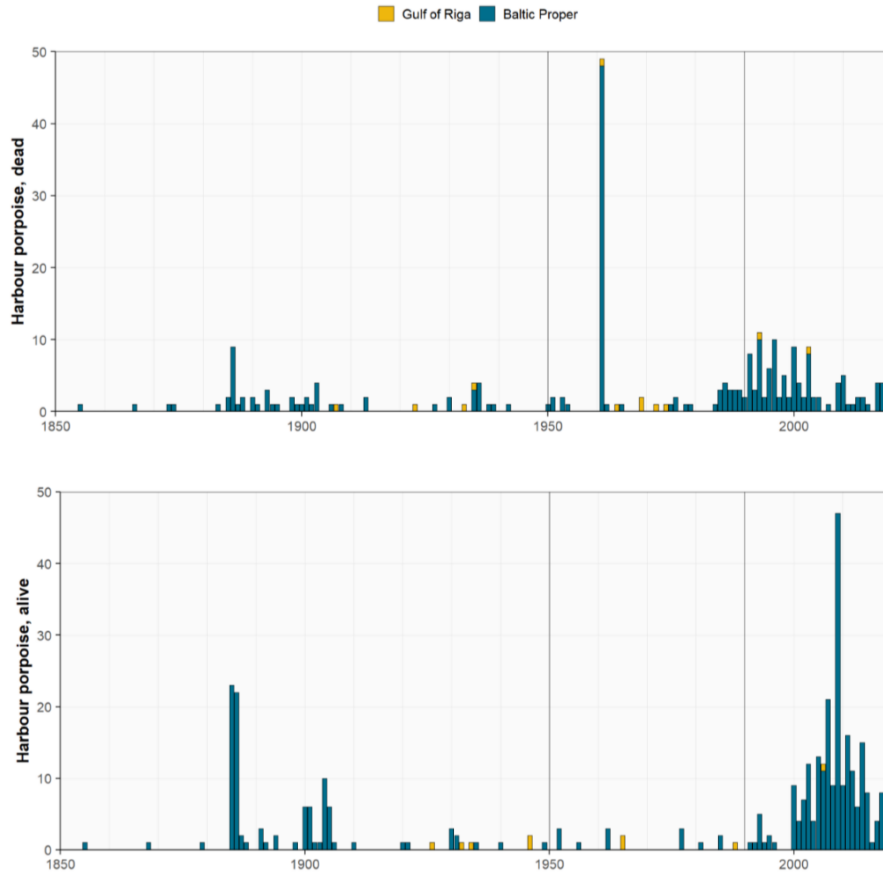 Gulf of Riga Baltic Proper
Harbour porpoise, dead
50
40
30
20
10
0
1850 1900 1950 2000
Harbour porpoise, alive
50
40
30
20
10
0
1850 1900 1950 2000